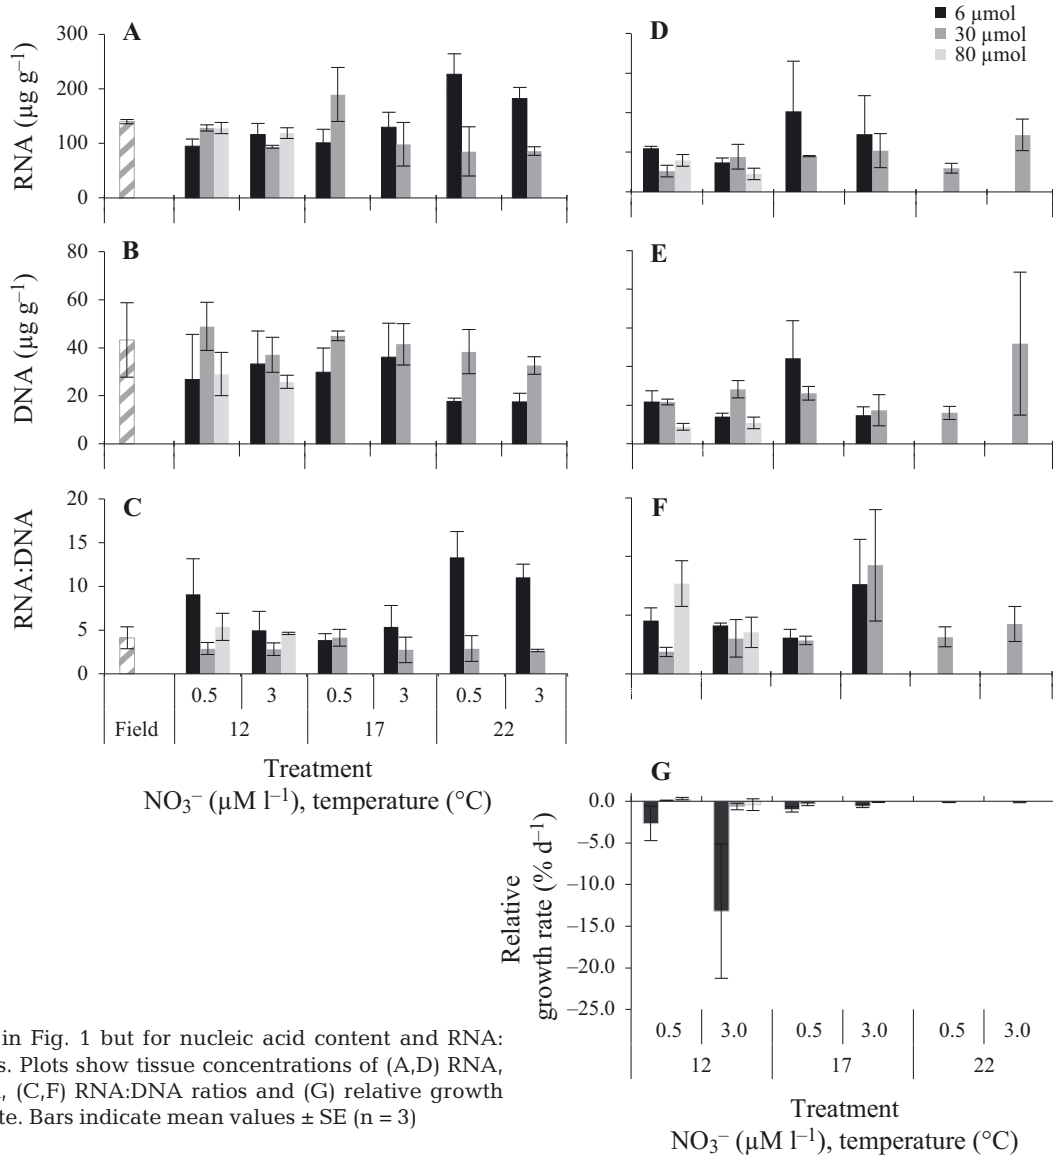 A
RNA (µg g⁻¹)
300
200
100
0
D
6 µmol
30 µmol
80 µmol
B
DNA (µg g⁻¹)
80
60
40
20
0
E
C
RNA:DNA
20
15
10
5
0
F
0.5 3 0.5 3 0.5 3
Field 12 17 22
Treatment
NO₃⁻ (µM l⁻¹), temperature (°C)
G
Relative
growth rate (% d⁻¹)
0.0
–5.0
–10.0
–15.0
–20.0
–25.0
0.5 3.0 0.5 3.0 0.5 3.0
12 17 22
Treatment
NO₃⁻ (µM l⁻¹), temperature (°C)
in Fig. 1 but for nucleic acid content and RNA:
s. Plots show tissue concentrations of (A,D) RNA,
, (C,F) RNA:DNA ratios and (G) relative growth
te. Bars indicate mean values ± SE (n = 3)